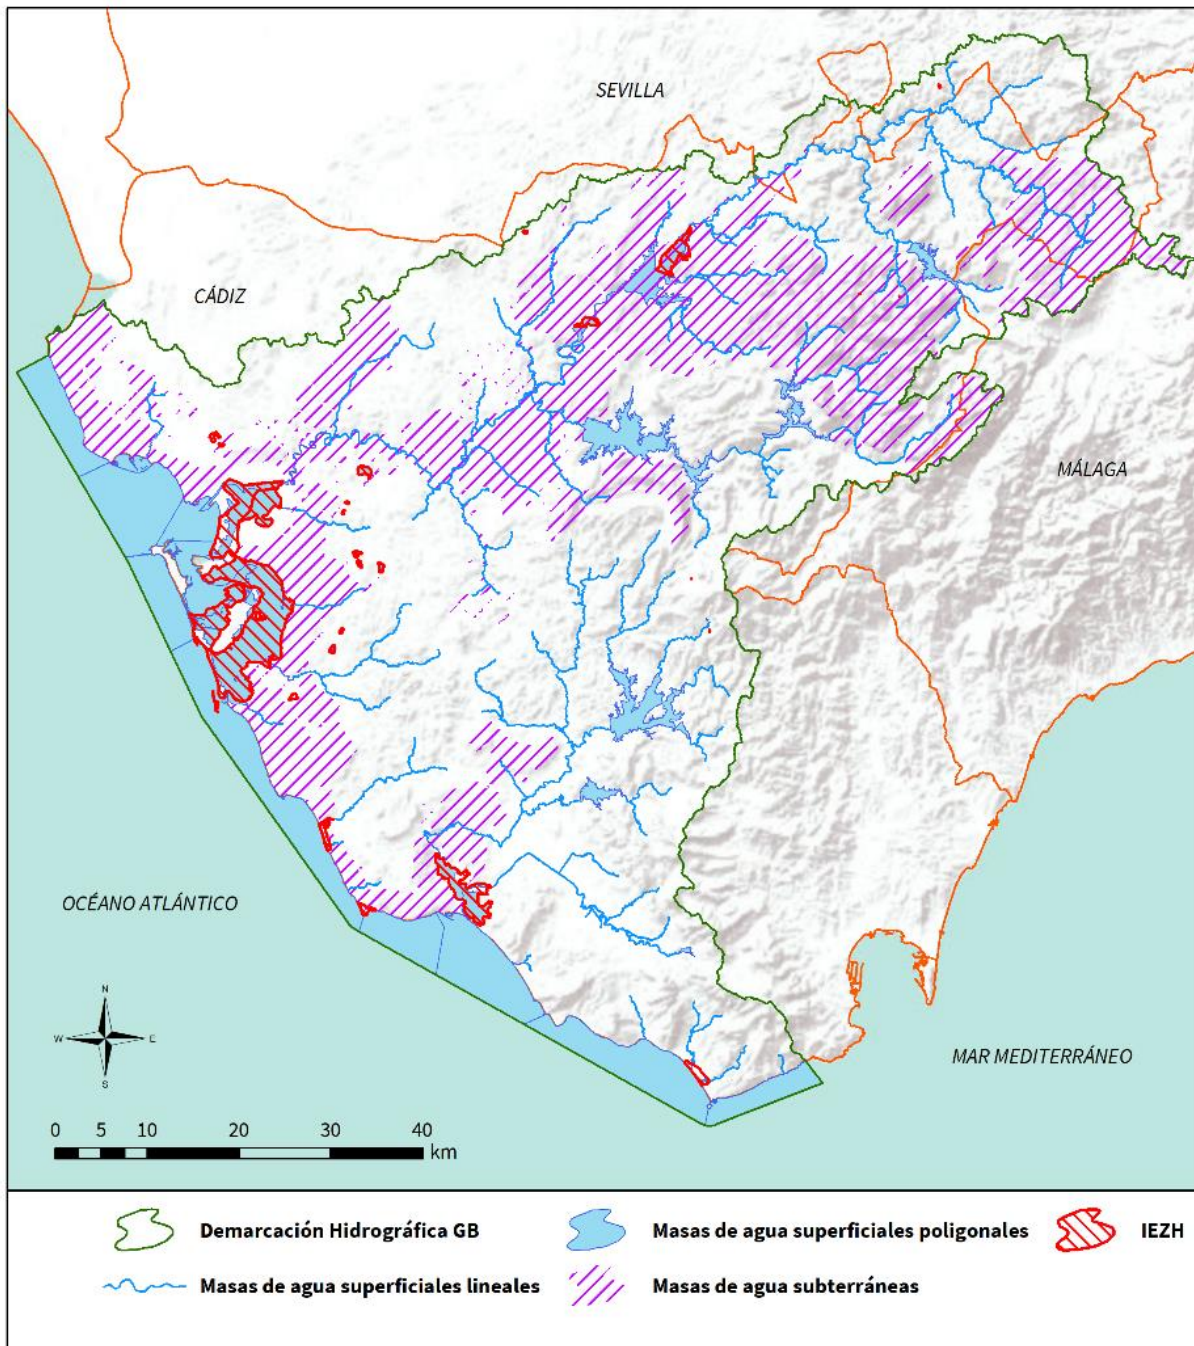 SEVILLA
CÁDIZ
MÁLAGA
OCÉANO ATLÁNTICO
N
W E
S
MAR MEDITERRÁNEO
0 5 10 20 30 40
km
Demarcación Hidrográfica GB
Masas de agua superficiales poligonales
IEZH
Masas de agua superficiales lineales
Masas de agua subterráneas